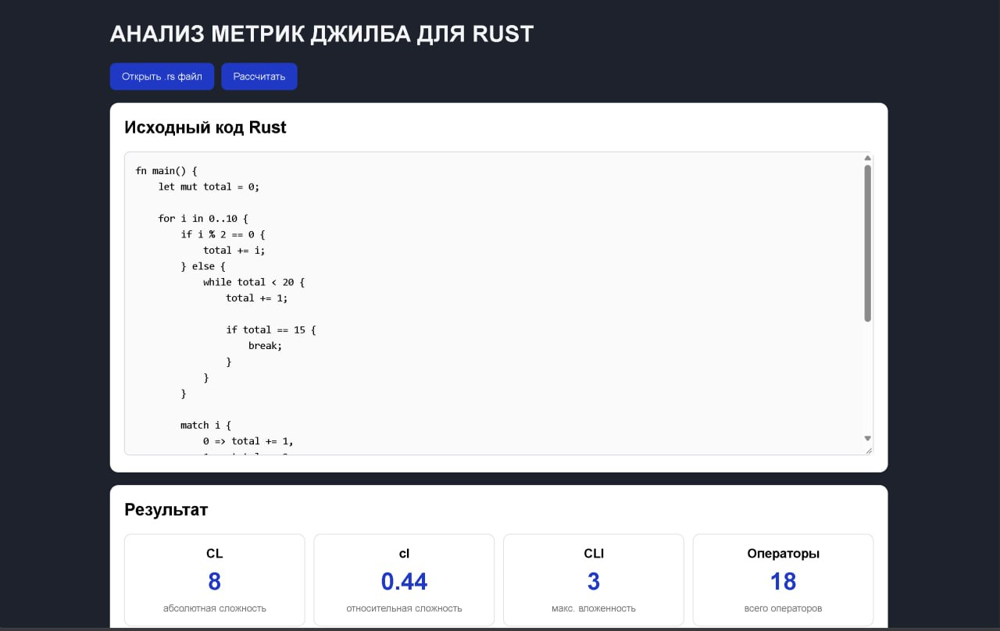 АНАЛИЗ МЕТРИК ДЖИЛБА ДЛЯ RUST
Открыть .rs файл
Рассчитать
Исходный код Rust
fn main() {
    let mut total = 0;
    for i in 0..10 {
        if i % 2 == 0 {
            total += i;
        } else {
            while total < 20 {
                total += 1;
                if total == 15 {
                    break;
                }
            }
        }
        match i {
            0 => total += 1,
Результат
CL
8
абсолютная сложность
cl
0.44
относительная сложность
CLI
3
макс. вложенность
Операторы
18
всего операторов